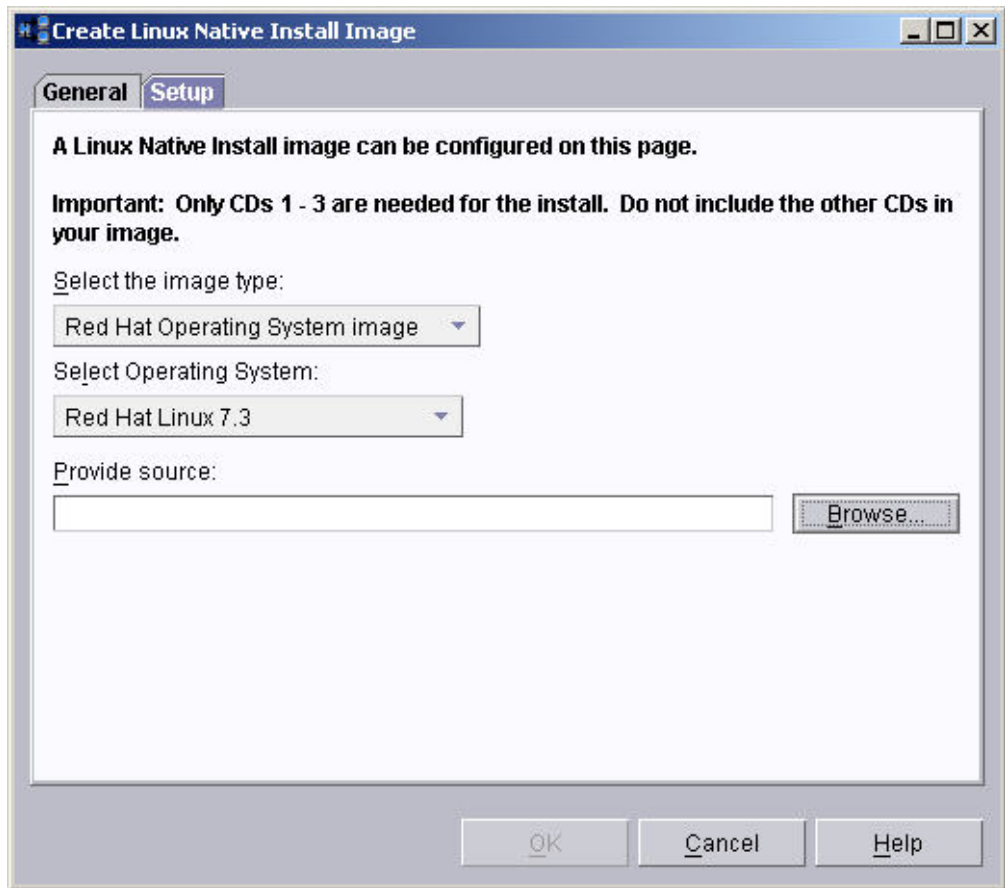 Create Linux Native Install Image
General Setup
A Linux Native Install image can be configured on this page.
Important: Only CDs 1 - 3 are needed for the install. Do not include the other CDs in
your image.
Select the image type:
Red Hat Operating System image
Select Operating System:
Red Hat Linux 7.3
Provide source:
Browse...
OK Cancel Help